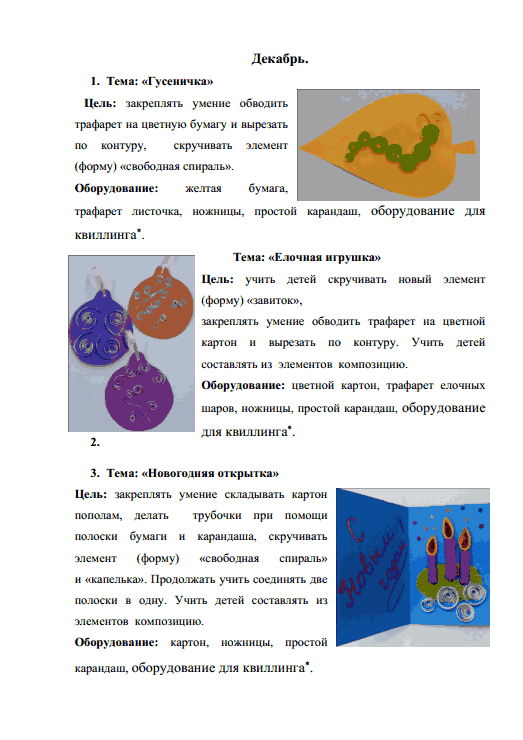 Декабрь.
1. Тема: «Гусеничка»
Цель: закреплять умение обводить
трафарет на цветную бумагу и вырезать
по контуру, скручивать элемент
(форму) «свободная спираль».
Оборудование: желтая бумага,
трафарет листочка, ножницы, простой карандаш, оборудование для
квиллинга*.
Тема: «Елочная игрушка»
Цель: учить детей скручивать новый элемент
(форму) «завиток»,
закреплять умение обводить трафарет на цветной
картон и вырезать по контуру. Учить детей
составлять из элементов композицию.
Оборудование: цветной картон, трафарет елочных
шаров, ножницы, простой карандаш, оборудование
для квиллинга*.
2.
3. Тема: «Новогодняя открытка»
Цель: закреплять умение складывать картон
пополам, делать трубочки при помощи
полоски бумаги и карандаша, скручивать
элемент (форму) «свободная спираль»
и «капелька». Продолжать учить соединять две
полоски в одну. Учить детей составлять из
элементов композицию.
Оборудование: картон, ножницы, простой
карандаш, оборудование для квиллинга*.
С
Новым
годом!